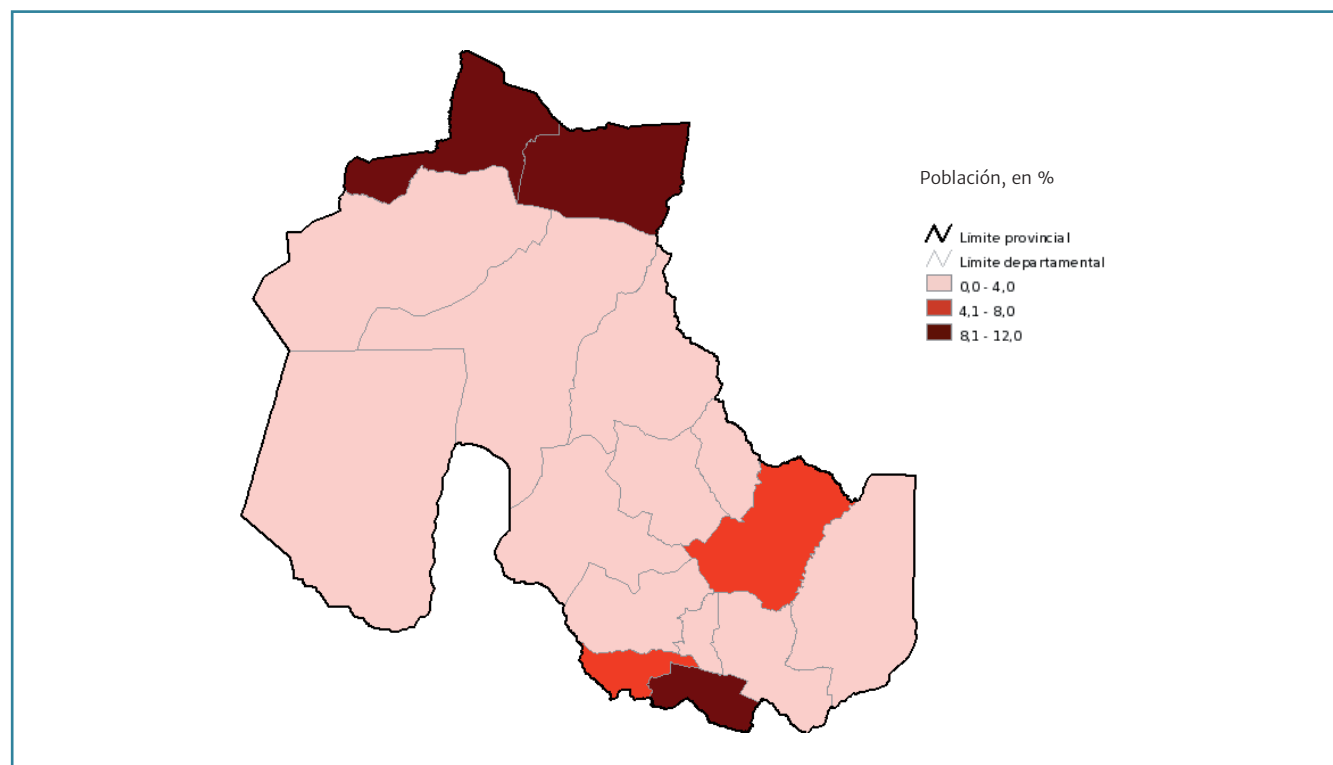 Población, en %
Límite provincial
Límite departamental
0,0 - 4,0
4,1 - 8,0
8,1 - 12,0